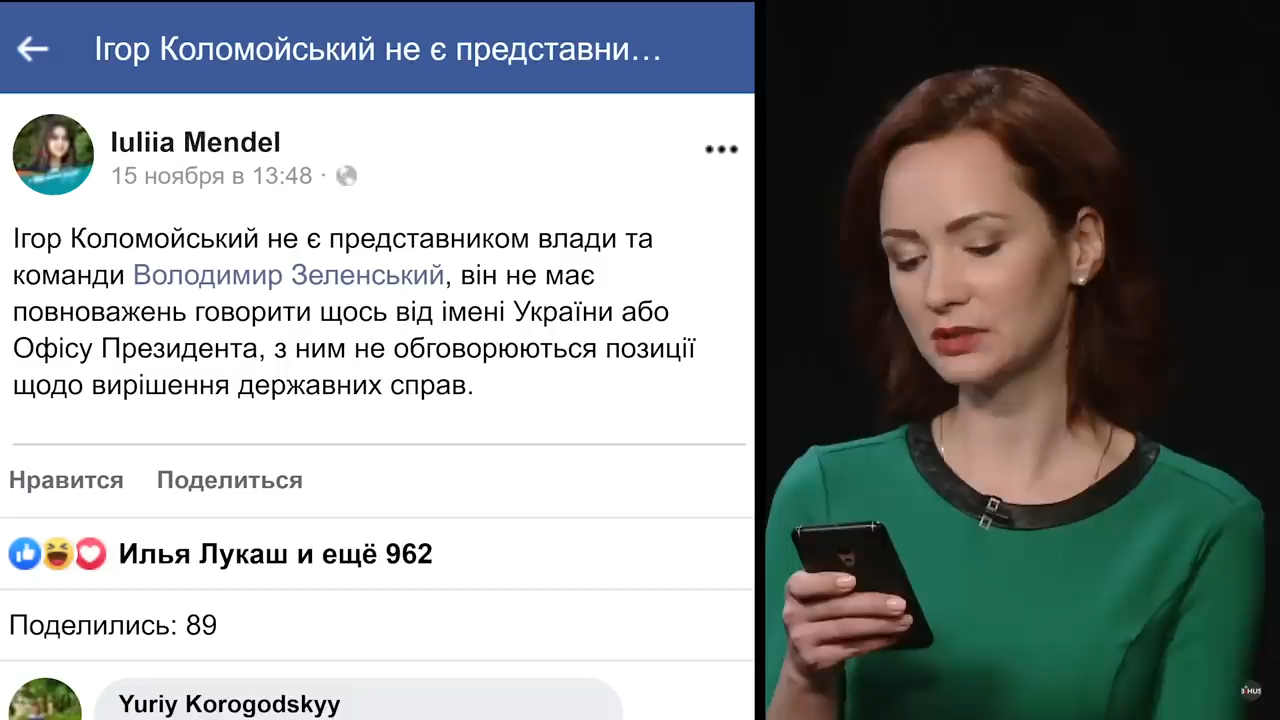 Ігор Коломойський не є представни...
Iuliia Mendel
15 ноября в 13:48 ·
Ігор Коломойський не є представником влади та
команди Володимир Зеленський, він не має
повноважень говорити щось від імені України або
Офісу Президента, з ним не обговорюються позиції
щодо вирішення державних справ.
Нравится Поделиться
Илья Лукаш и ещё 962
Поделились: 89
Yuriy Korogodskyy